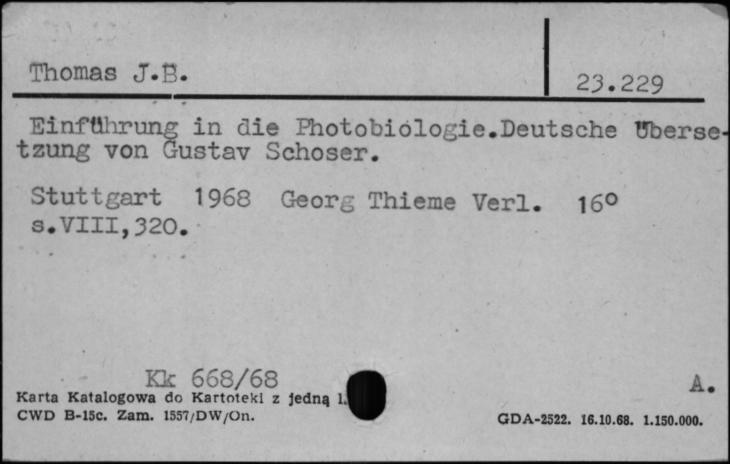 Thomas J.B.
23.229
Einführung in die Photobiologie.Deutsche Überse-
tzung von Gustav Schoser.
Stuttgart 1968 Georg Thieme Verl. 16°
s.VIII,320.
Kk 668/68
A.
Karta Katalogowa do Kartoteki z jedną l.
CWD B-15c. Zam. 1557/DW/On.
GDA-2522. 16.10.68. 1.150.000.